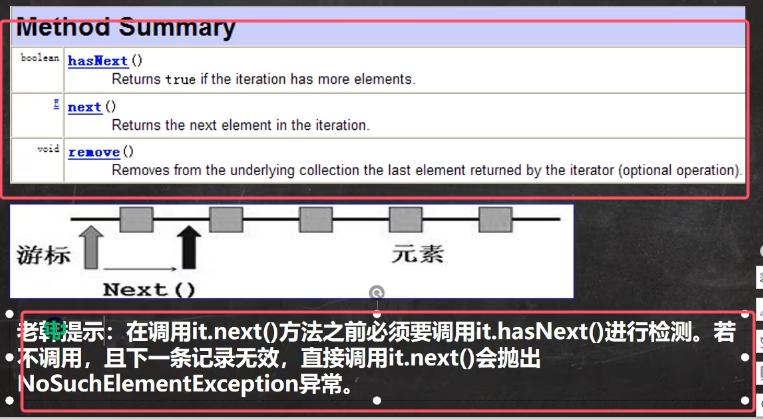 Method Summary
boolean hasNext()
Returns true if the iteration has more elements.
E next()
Returns the next element in the iteration.
void remove()
Removes from the underlying collection the last element returned by the iterator (optional operation).
游标
元素
Next()
老韩提示：在调用it.next()方法之前必须要调用it.hasNext()进行检测。若
不调用，且下一条记录无效，直接调用it.next()会抛出
NoSuchElementException异常。